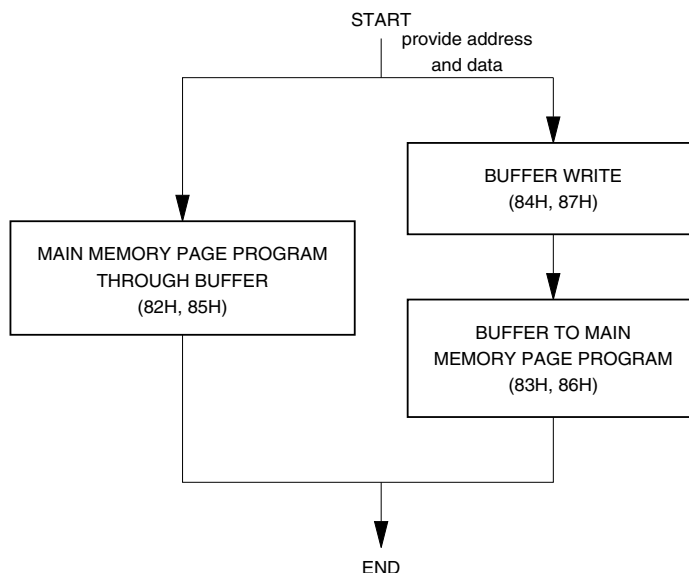 START
provide address
and data
BUFFER WRITE
(84H, 87H)
MAIN MEMORY PAGE PROGRAM
THROUGH BUFFER
(82H, 85H)
BUFFER TO MAIN
MEMORY PAGE PROGRAM
(83H, 86H)
END